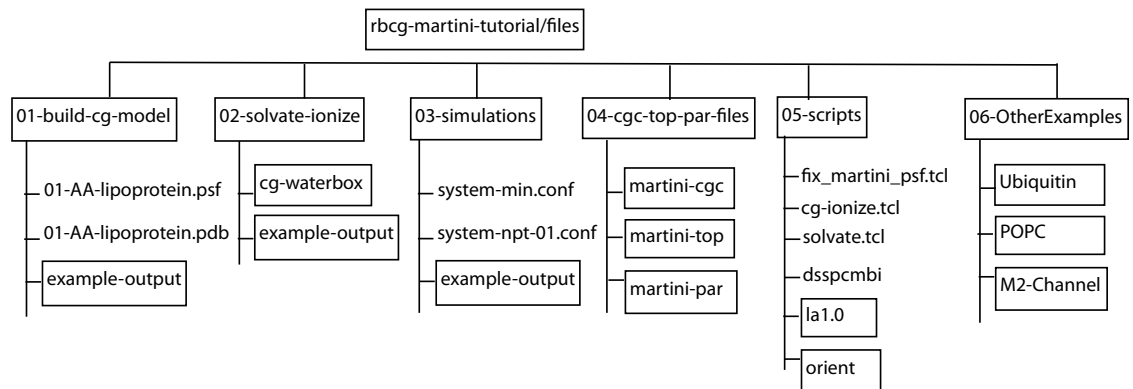 rbcg-martini-tutorial/files
01-build-cg-model
01-AA-lipoprotein.psf
01-AA-lipoprotein.pdb
example-output
02-solvate-ionize
cg-waterbox
example-output
03-simulations
system-min.conf
system-npt-01.conf
example-output
04-cgc-top-par-files
martini-cgc
martini-top
martini-par
05-scripts
fix_martini_psf.tcl
cg-ionize.tcl
solvate.tcl
dsspcmbi
la1.0
orient
06-OtherExamples
Ubiquitin
POPC
M2-Channel